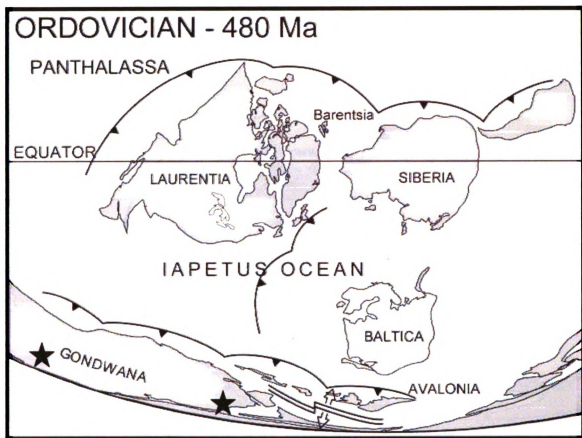 ORDOVICIAN - 480 Ma
PANTHALASSA
Barentsia
EQUATOR
LAURENTIA
SIBERIA
IAPETUS OCEAN
BALTICA
GONDWANA
AVALONIA